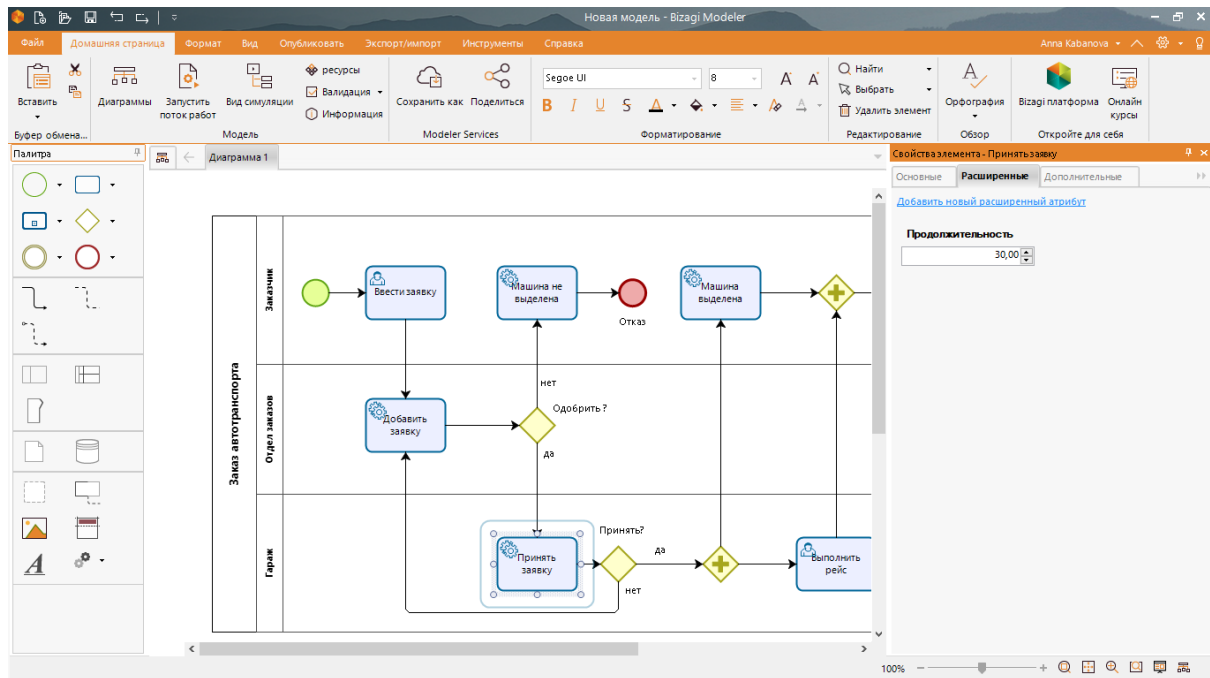 Новая модель - Bizagi Modeler
Файл
Домашняя страница
Формат
Вид
Опубликовать
Экспорт/импорт
Инструменты
Справка
Anna Kabanova
Вставить
Буфер обмена...
Диаграммы
Запустить
поток работ
Вид симуляции
ресурсы
Валидация
Информация
Модель
Сохранить как
Поделиться
Modeler Services
Segoe UI
8
A A
B I U S A
Форматирование
Найти
Выбрать
Удалить элемент
Редактирование
Орфография
Обзор
Bizagi платформа
Онлайн
курсы
Откройте для себя
Палитра
Диаграмма 1
Свойства элемента - Принять заявку
Основные
Расширенные
Дополнительные
Добавить новый расширенный атрибут
Продолжительность
30,00
Заказ автотранспорта
Заказчик
Ввести заявку
Машина не
выделена
Отказ
Машина
выделена
Отдел заказов
Добавить
заявку
нет
Одобрить ?
да
Гараж
Принять
заявку
Принять?
да
нет
Выполнить
рейс
100%